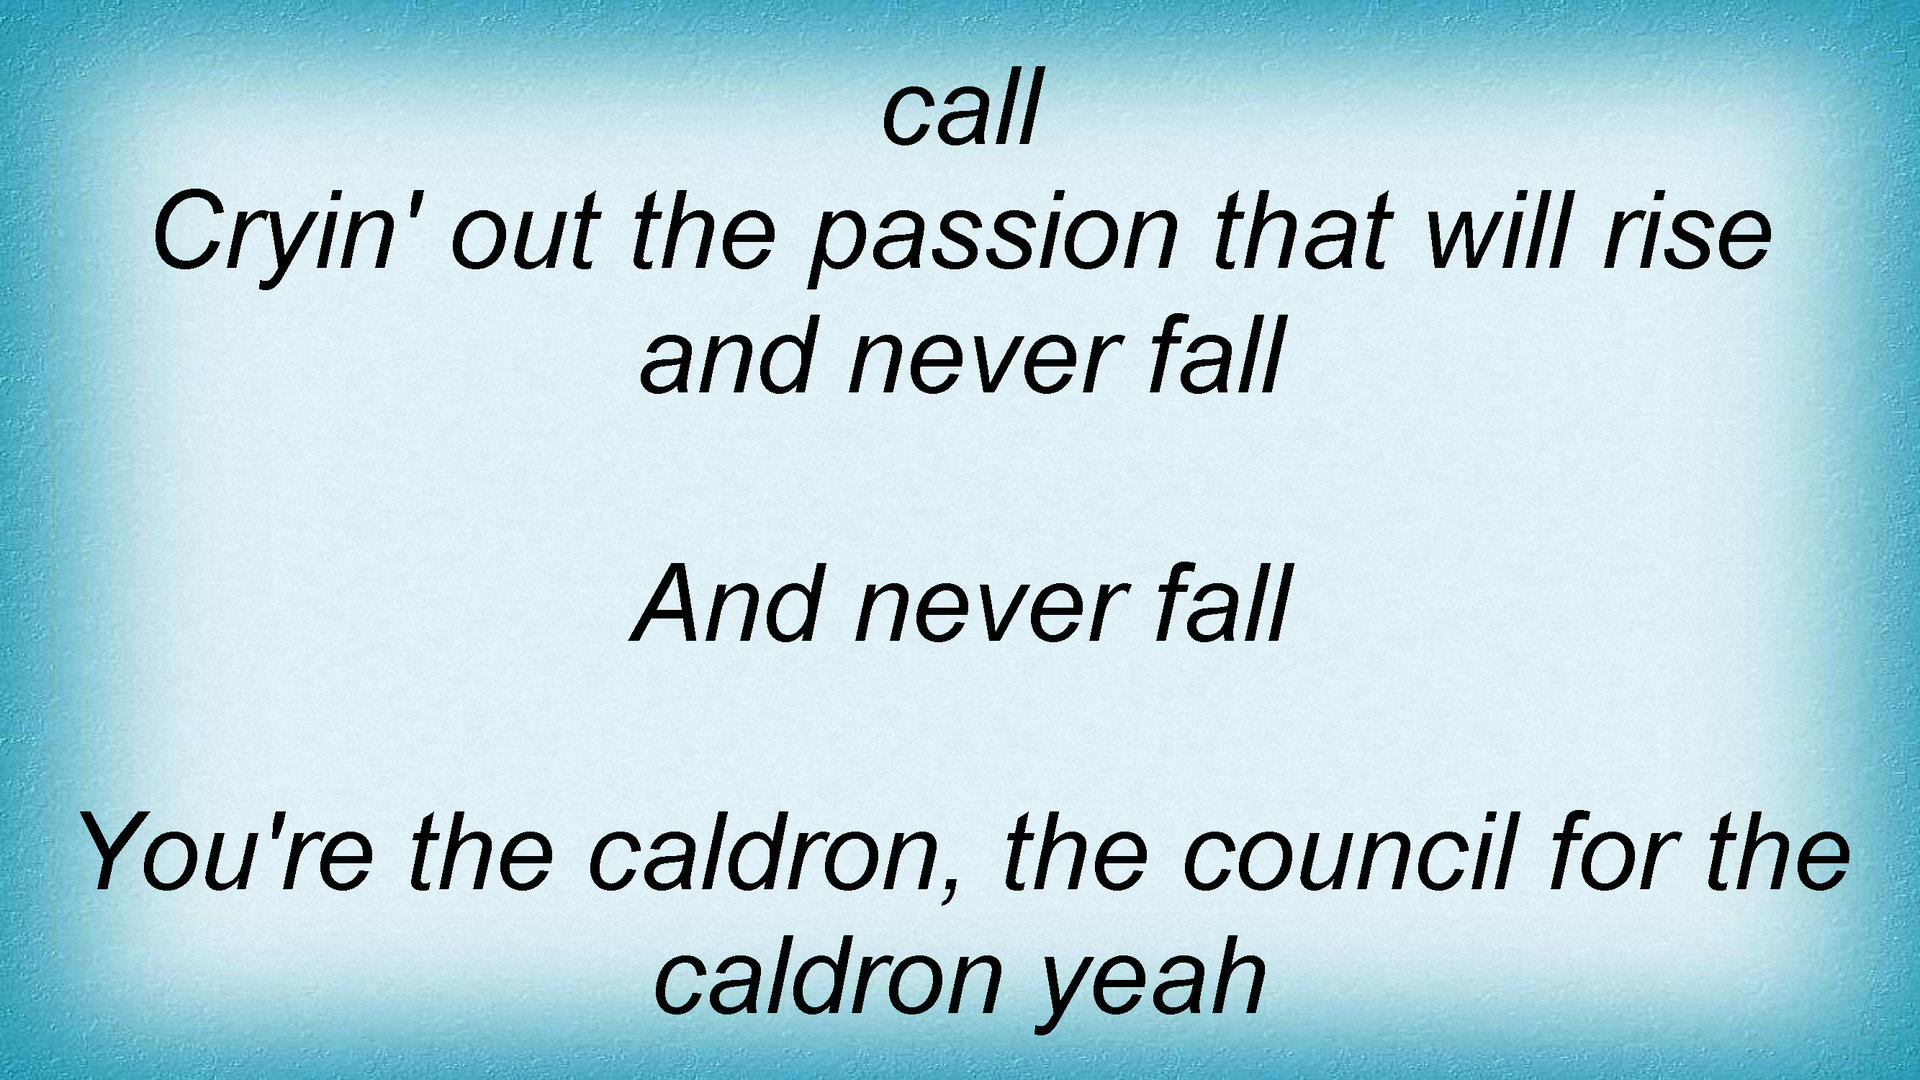 call
Cryin' out the passion that will rise
and never fall
And never fall
You're the caldron, the council for the
caldron yeah